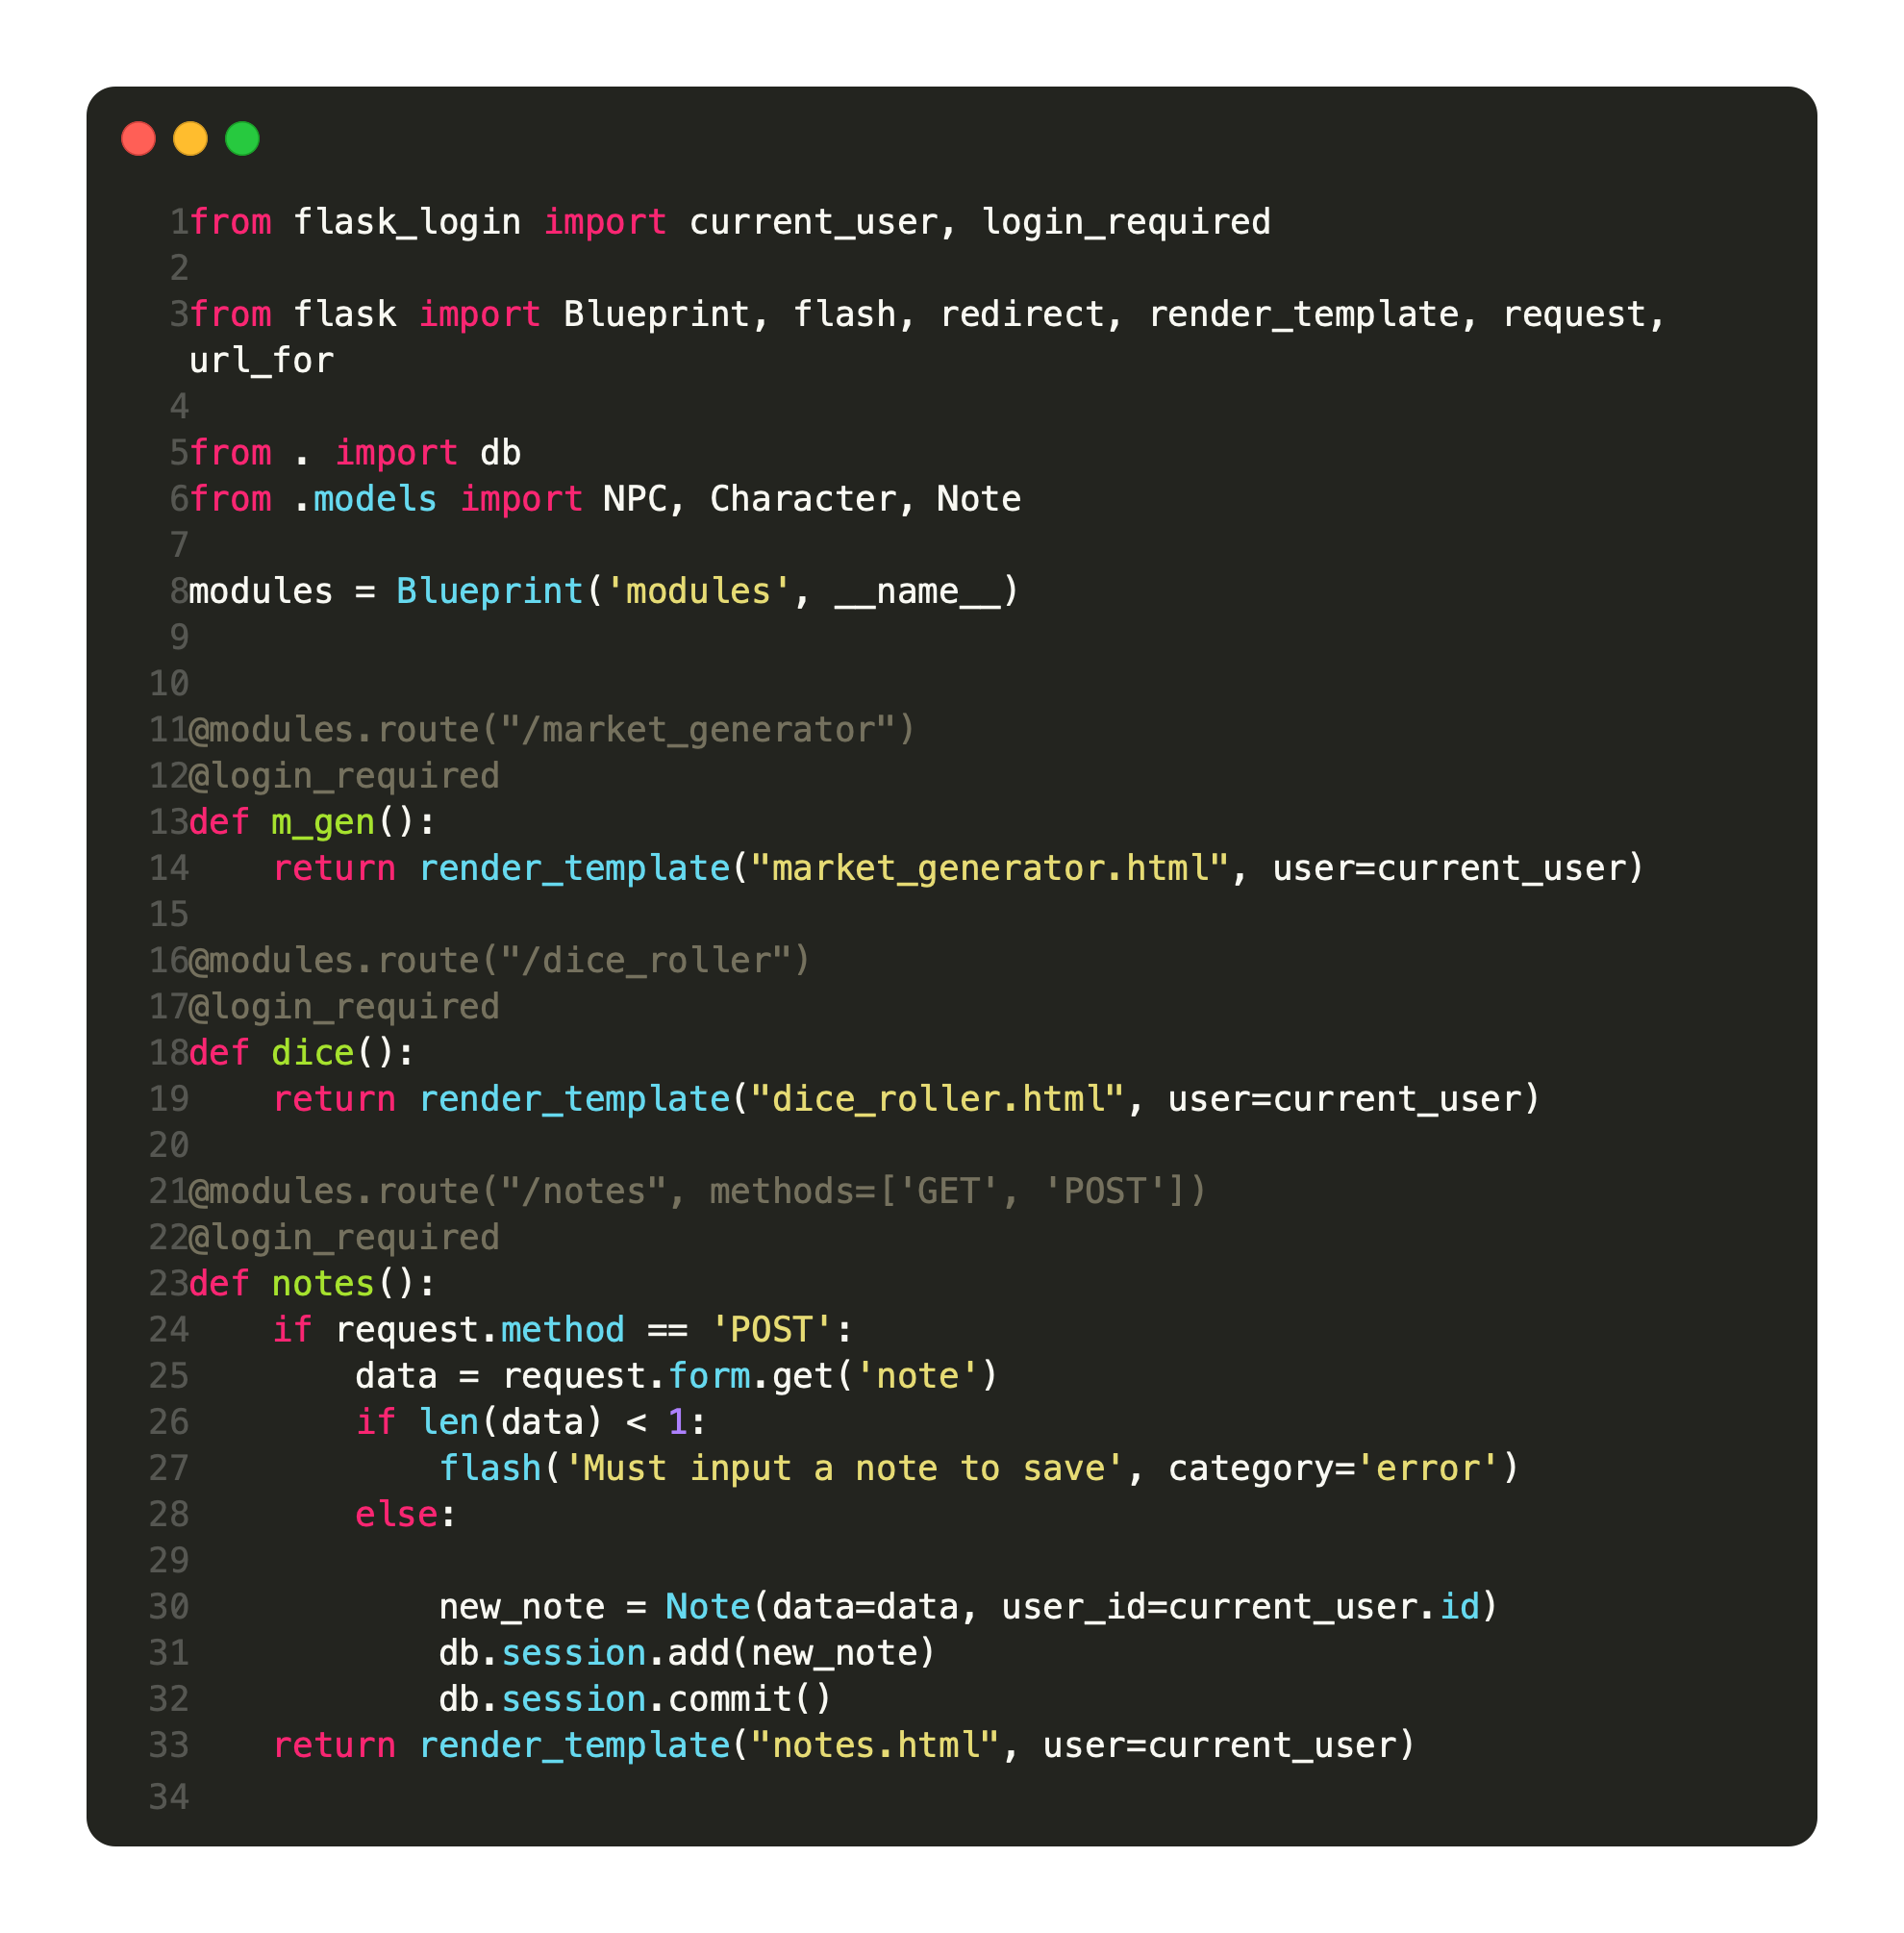 1from flask_login import current_user, login_required
2
3from flask import Blueprint, flash, redirect, render_template, request,
url_for
4
5from . import db
6from .models import NPC, Character, Note
7
8modules = Blueprint('modules', __name__)
9
10
11@modules.route("/market_generator")
12@login_required
13def m_gen():
14    return render_template("market_generator.html", user=current_user)
15
16@modules.route("/dice_roller")
17@login_required
18def dice():
19    return render_template("dice_roller.html", user=current_user)
20
21@modules.route("/notes", methods=['GET', 'POST'])
22@login_required
23def notes():
24    if request.method == 'POST':
25        data = request.form.get('note')
26        if len(data) < 1:
27            flash('Must input a note to save', category='error')
28        else:
29
30            new_note = Note(data=data, user_id=current_user.id)
31            db.session.add(new_note)
32            db.session.commit()
33    return render_template("notes.html", user=current_user)
34